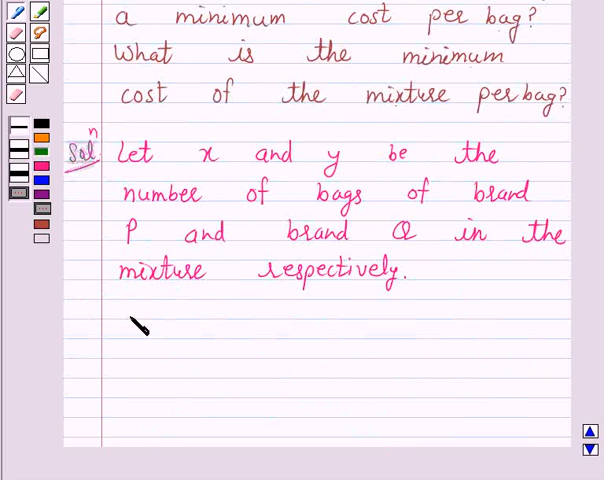 a minimum cost per bag?
What is the minimum
cost of the mixture per bag?
Solⁿ. Let x and y be the
number of bags of brand
P and brand Q in the
mixture respectively.